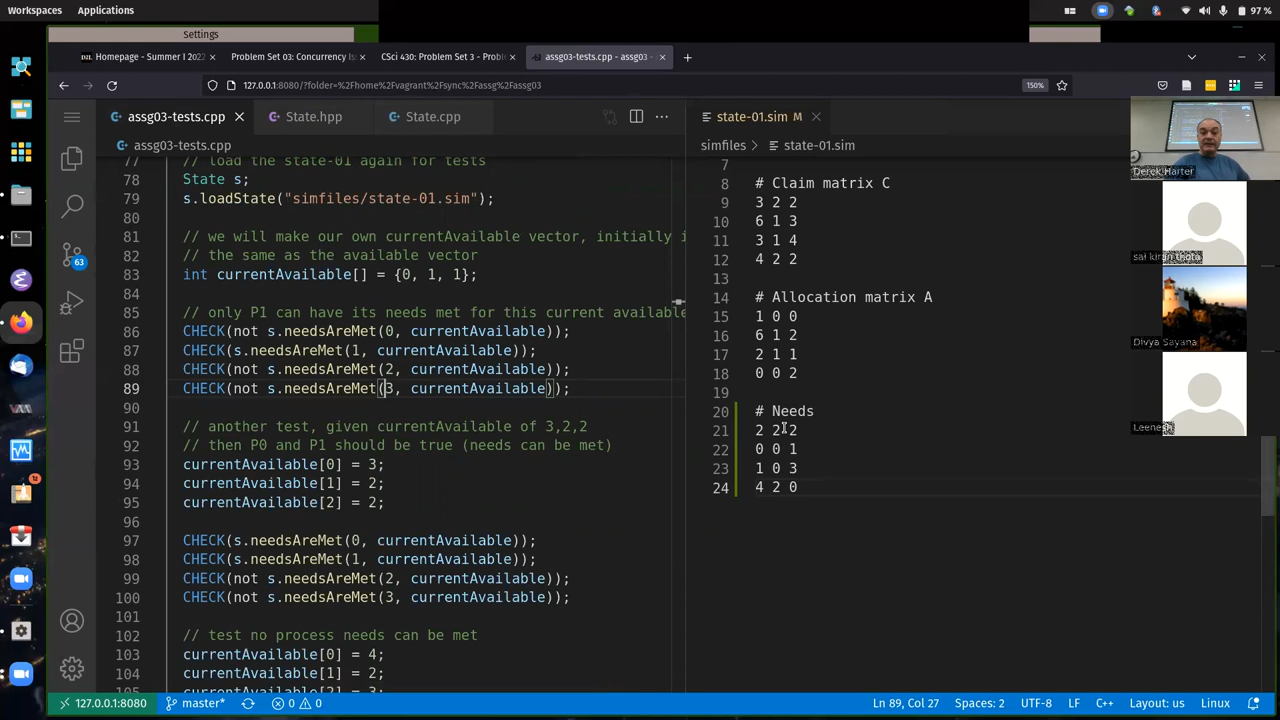 Workspaces Applications
97 %
Settings
Homepage - Summer I 2022
Problem Set 03: Concurrency Is
CSci 430: Problem Set 3 - Prob
assg03-tests.cpp - assg03 -
127.0.0.1:8080/?folder=%2Fhome%2Fvagrant%2Fsync%2Fassg%2Fassg03
150%
assg03-tests.cpp
State.hpp
State.cpp
assg03-tests.cpp
77 // load the state-01 again for tests
78 State s;
79 s.loadState("simfiles/state-01.sim");
80
81 // we will make our own currentAvailable vector, initially i
82 // the same as the available vector
83 int currentAvailable[] = {0, 1, 1};
84
85 // only P1 can have its needs met for this current available
86 CHECK(not s.needsAreMet(0, currentAvailable));
87 CHECK(s.needsAreMet(1, currentAvailable));
88 CHECK(not s.needsAreMet(2, currentAvailable));
89 CHECK(not s.needsAreMet(3, currentAvailable));
90
91 // another test, given currentAvailable of 3,2,2
92 // then P0 and P1 should be true (needs can be met)
93 currentAvailable[0] = 3;
94 currentAvailable[1] = 2;
95 currentAvailable[2] = 2;
96
97 CHECK(s.needsAreMet(0, currentAvailable));
98 CHECK(s.needsAreMet(1, currentAvailable));
99 CHECK(not s.needsAreMet(2, currentAvailable));
100 CHECK(not s.needsAreMet(3, currentAvailable));
101
102 // test no process needs can be met
103 currentAvailable[0] = 4;
104 currentAvailable[1] = 2;
currentAvailable[2] = 3;
state-01.sim M
simfiles > state-01.sim
7
8 # Claim matrix C
9 3 2 2
10 6 1 3
11 3 1 4
12 4 2 2
13
14 # Allocation matrix A
15 1 0 0
16 6 1 2
17 2 1 1
18 0 0 2
19
20 # Needs
21 2 2 2
22 0 0 1
23 1 0 3
24 4 2 0
Derek Harter
sai kiran thota
Divya Sayana
Leenesh
63
12
127.0.0.1:8080
master*
0 0
Ln 89, Col 27
Spaces: 2
UTF-8
LF
C++
Layout: us
Linux